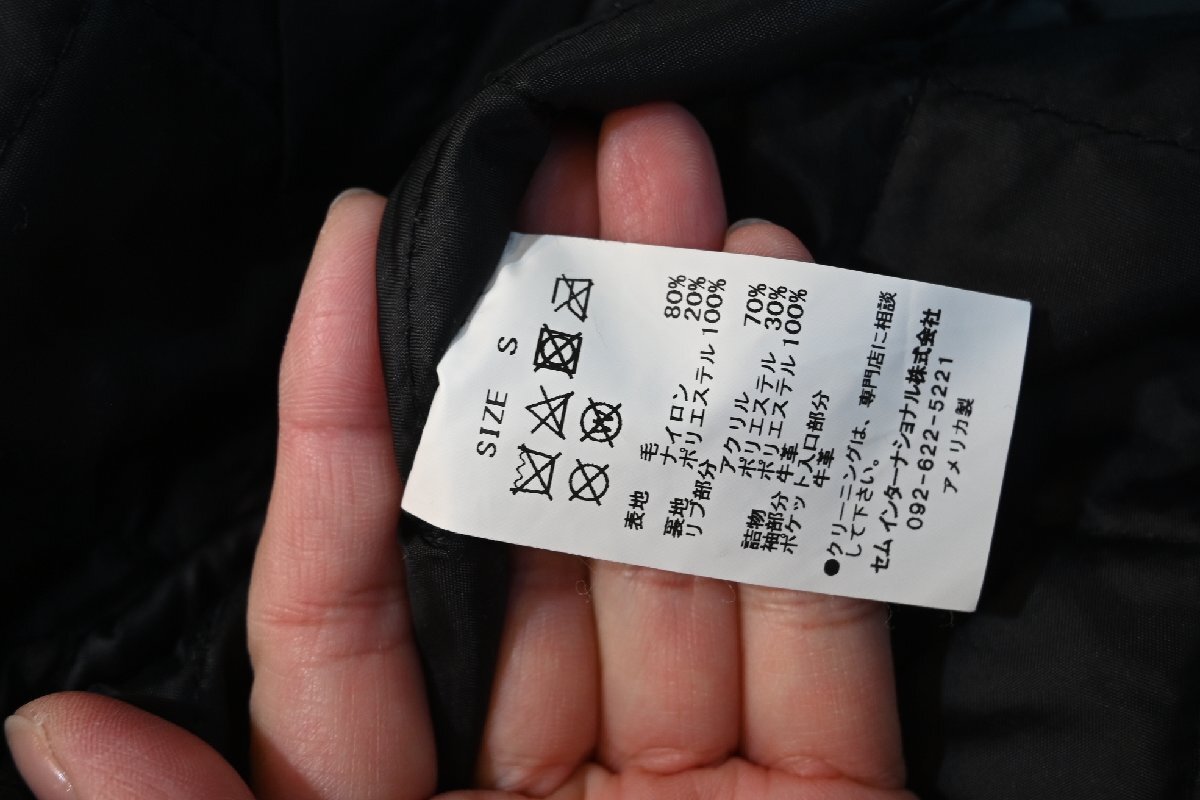 SIZE S
表地 毛 80%
ナイロン 20%
裏地 ポリエステル 100%
リブ部分 アクリル 70%
ポリエステル 30%
詰物 ポリエステル 100%
袖部分 牛革
ポケット入口部分 牛革
●クリーニングは、専門店に相談
して下さい。
セム インターナショナル株式会社
092-622-5221
アメリカ製